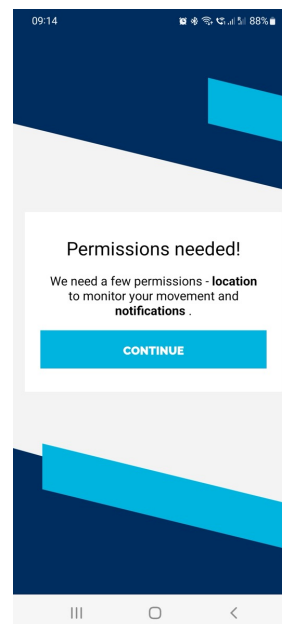 09:14 88%
Permissions needed!
We need a few permissions - location
to monitor your movement and
notifications .
CONTINUE